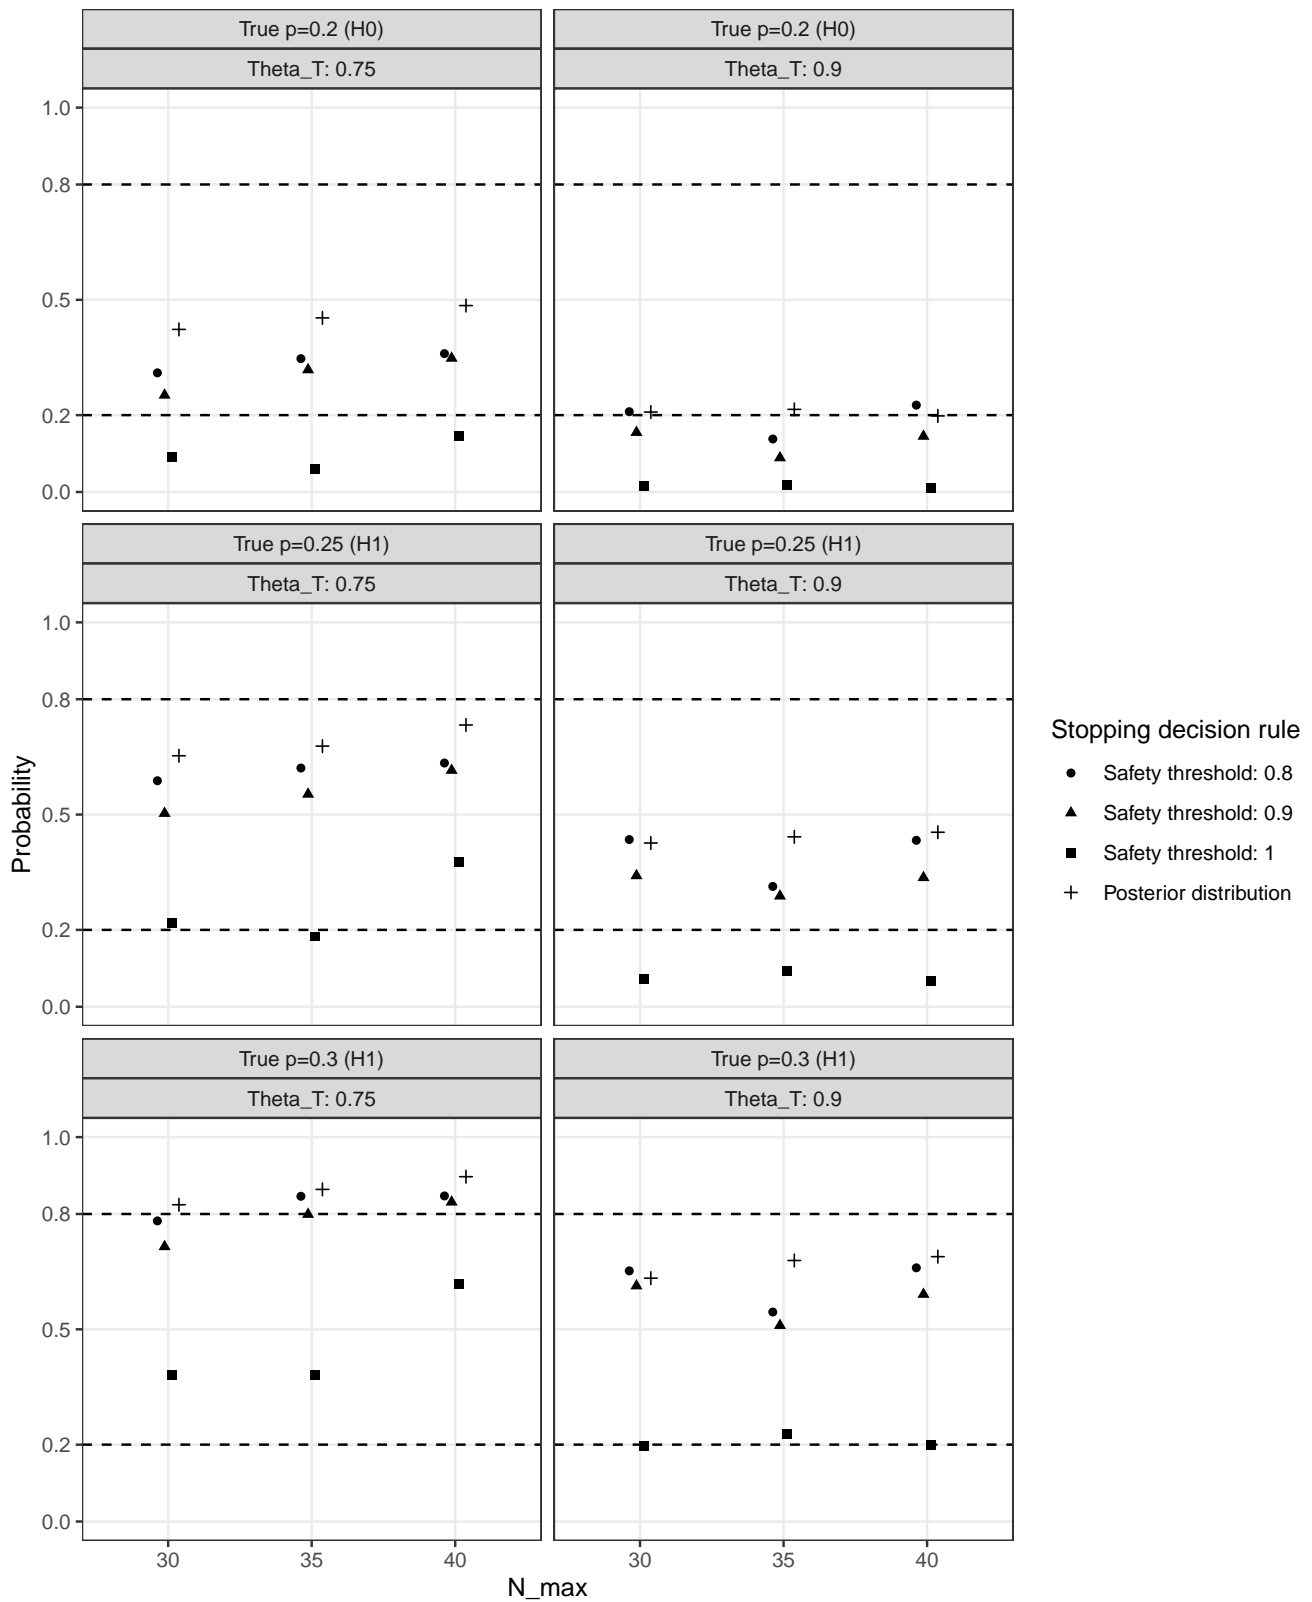 True p=0.2 (H0)
Theta_T: 0.75
True p=0.2 (H0)
Theta_T: 0.9
1.0
0.8
0.5
0.2
0.0
True p=0.25 (H1)
Theta_T: 0.75
True p=0.25 (H1)
Theta_T: 0.9
1.0
0.8
0.5
0.2
0.0
True p=0.3 (H1)
Theta_T: 0.75
True p=0.3 (H1)
Theta_T: 0.9
1.0
0.8
0.5
0.2
0.0
30
35
40
30
35
40
N_max
Probability
Stopping decision rule
Safety threshold: 0.8
Safety threshold: 0.9
Safety threshold: 1
Posterior distribution